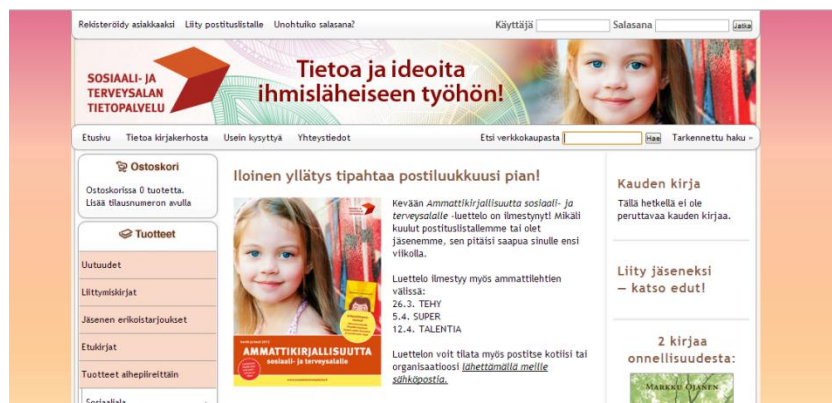 Rekisteröidy asiakkaaksi Liity postituslistalle Unohtuiko salasana? Käyttäjä Salasana Jatka
SOSIAALI- JA
TERVEYSALAN
TIETOPALVELU
Tietoa ja ideoita
ihmisläheiseen työhön!
Etusivu Tietoa kirjakerhosta Usein kysyttyä Yhteystiedot Etsi verkkokaupasta Hae Tarkennettu haku »
Ostoskori
Ostoskorissa 0 tuotetta.
Lisää tilausnumeron avulla
Tuotteet
Uutuudet
Liittymiskirjat
Jäsenen erikoistarjoukset
Etukirjat
Tuotteet aihepiireittäin
Sosiaaliala
Iloinen yllätys tipahtaa postiluukkuusi pian!
AMMATTIKIRJALLISUUTTA
sosiaali- ja terveysalalle
Kevään Ammattikirjallisuutta sosiaali- ja
terveysalalle -luettelo on ilmestynyt! Mikäli
kuulut postituslistallemme tai olet
jäsenemme, sen pitäisi saapua sinulle ensi
viikolla.
Luettelo ilmestyy myös ammattilehtien
välissä:
26.3. TEHY
5.4. SUPER
12.4. TALENTIA
Luettelon voit tilata myös postitse kotiisi tai
organisaatioosi lähettämällä meille
sähköpostia.
Kauden kirja
Tällä hetkellä ei ole
peruttavaa kauden kirjaa.
Liity jäseneksi
— katso edut!
2 kirjaa
onnellisuudesta:
MARKKU OJANEN